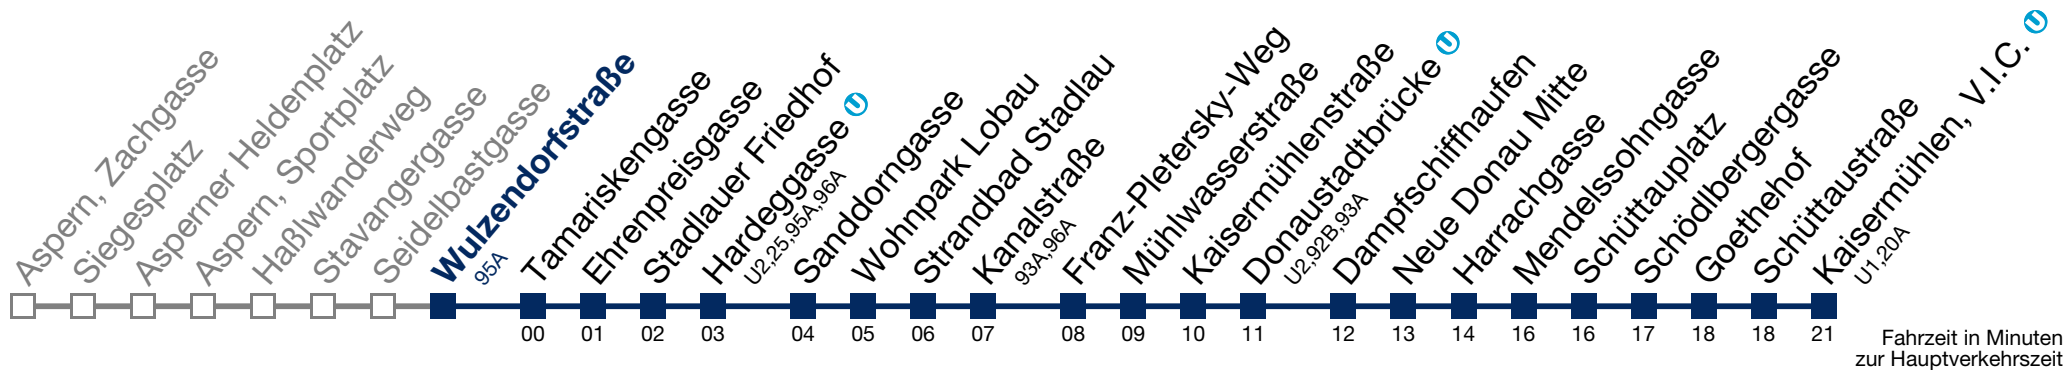 Aspern, Zachgasse
Siegesplatz
Asperner Heldenplatz
Aspern, Sportplatz
Haßlwanderweg
Stavangergasse
Seidelbastgasse
Wulzendorfstraße
95A
Tamariskengasse
Ehrenpreisgasse
Stadlauer Friedhof
Hardeggasse U
U2,25,95A,96A
Sanddorngasse
Wohnpark Lobau
Strandbad Stadlau
Kanalstraße
93A,96A
Franz-Pletersky-Weg
Mühlwasserstraße
Kaisermühlenstraße
Donaustadtbrücke U
U2,92B,93A
Dampfschiffhaufen
Neue Donau Mitte
Harrachgasse
Mendelssohngasse
Schüttauplatz
Schödlbergergasse
Goethehof
Schüttaustraße
Kaisermühlen, V.I.C. U
U1,20A
00 01 02 03 04 05 06 07 08 09 10 11 12 13 14 16 16 17 18 18 21
Fahrzeit in Minuten
zur Hauptverkehrszeit